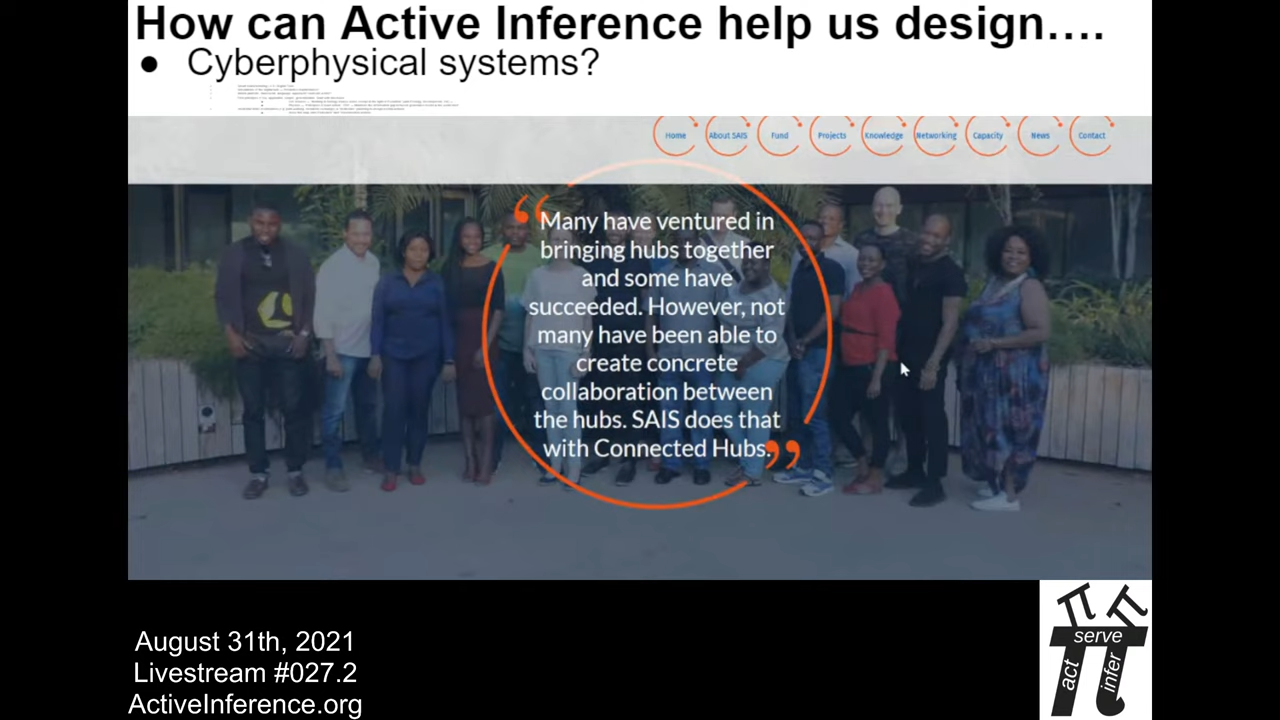 How can Active Inference help us design….
● Cyberphysical systems?
Home About SAIS Fund Projects Knowledge Networking Capacity News Contact
“Many have ventured in
bringing hubs together
and some have
succeeded. However, not
many have been able to
create concrete
collaboration between
the hubs. SAIS does that
with Connected Hubs.”
August 31th, 2021
Livestream #027.2
ActiveInference.org
π π
serve
π
act
infer